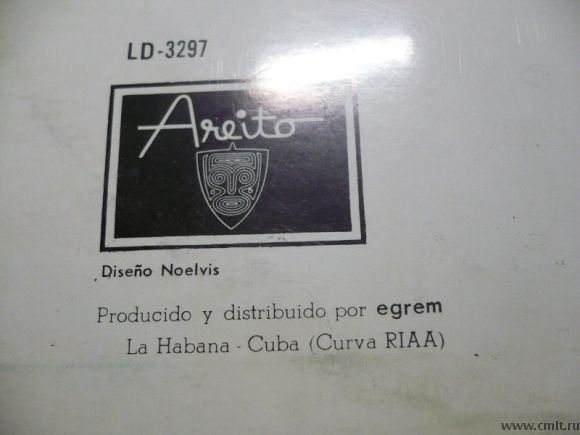 LD-3297
Areito
Diseño Noelvis
Producido y distribuido por egrem
La Habana - Cuba (Curva RIAA)
www.cmlt.ru